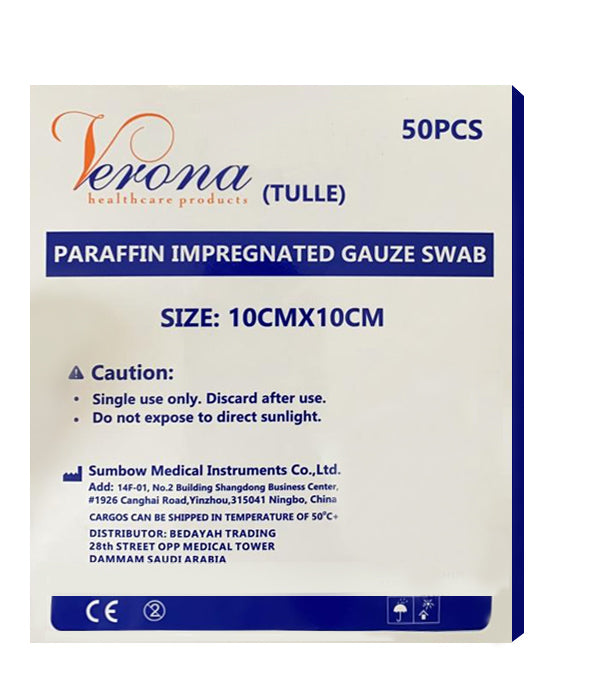 Verona
healthcare products
(TULLE)
50PCS
PARAFFIN IMPREGNATED GAUZE SWAB
SIZE: 10CMX10CM
Caution:
• Single use only. Discard after use.
• Do not expose to direct sunlight.
Sumbow Medical Instruments Co.,Ltd.
Add: 14F-01, No.2 Building Shangdong Business Center,
#1926 Canghai Road,Yinzhou,315041 Ningbo, China
CARGOS CAN BE SHIPPED IN TEMPERATURE OF 50°C+
DISTRIBUTOR: BEDAYAH TRADING
28th STREET OPP MEDICAL TOWER
DAMMAM SAUDI ARABIA
CE 2